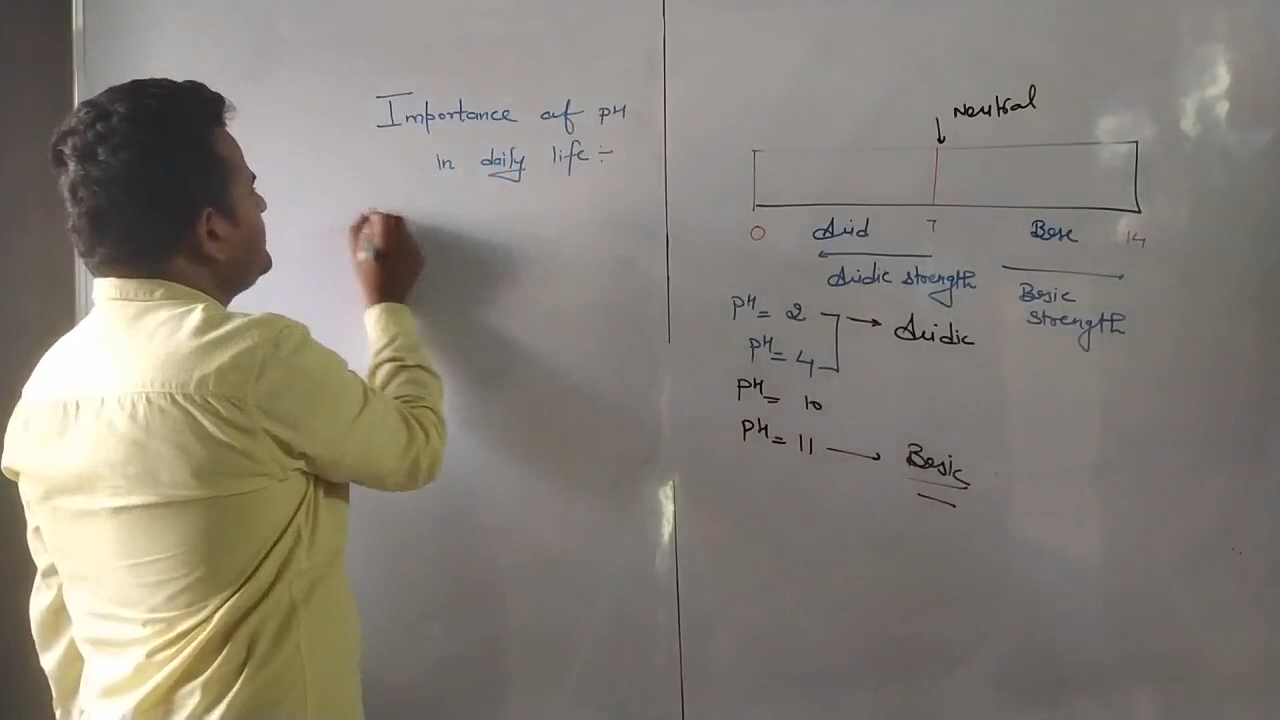 Importance of PH
in daily life :-
Neutral
0 Acid 7 Base 14
Acidic strength
Basic
strength
PH = 2 → Acidic
PH = 4
PH = 10
PH = 11 → Basic